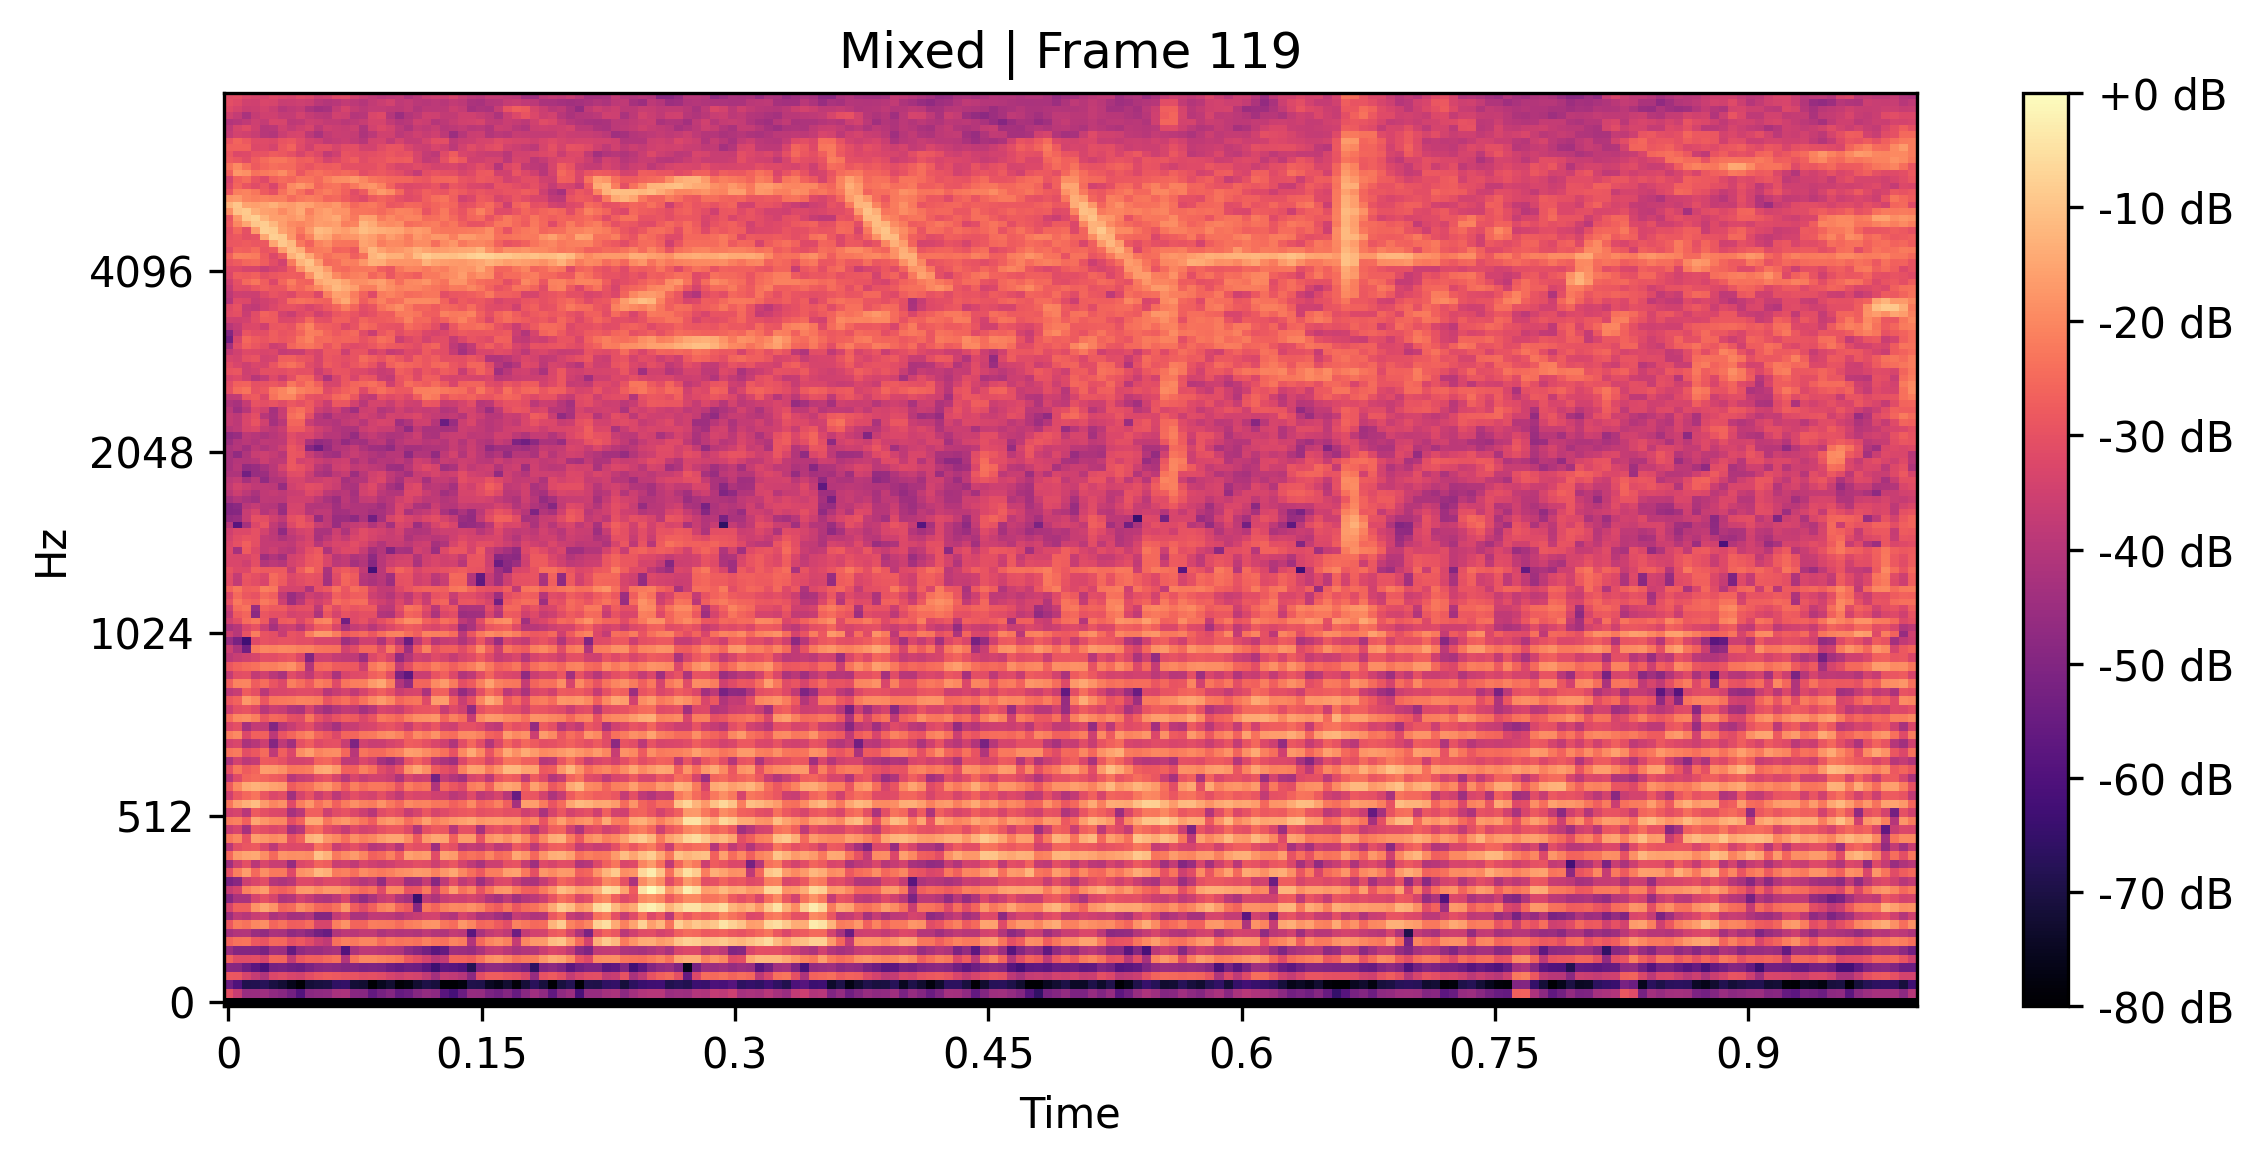 Mixed | Frame 119
Hz
4096
2048
1024
512
0
0 0.15 0.3 0.45 0.6 0.75 0.9
Time
+0 dB
-10 dB
-20 dB
-30 dB
-40 dB
-50 dB
-60 dB
-70 dB
-80 dB